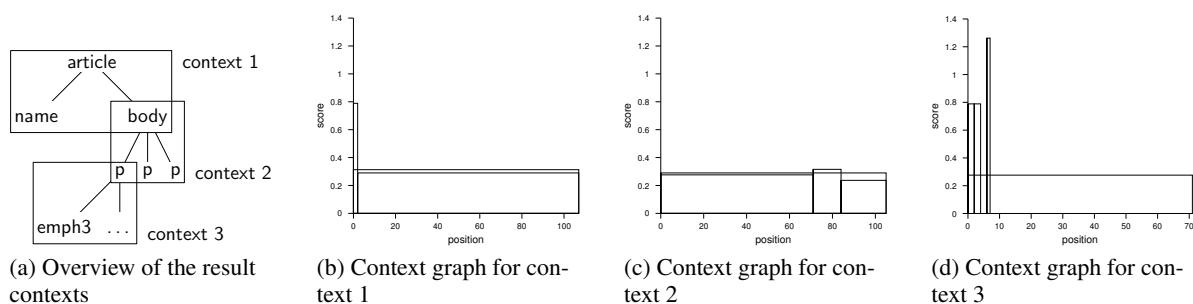 article
context 1
name
body
p p p
context 2
emph3 ...
context 3
(a) Overview of the result
contexts
1.4
1.2
1
0.8
0.6
0.4
0.2
0
score
0 20 40 60 80 100
position
(b) Context graph for con-
text 1
1.4
1.2
1
0.8
0.6
0.4
0.2
0
score
0 20 40 60 80 100
position
(c) Context graph for con-
text 2
1.4
1.2
1
0.8
0.6
0.4
0.2
0
score
0 10 20 30 40 50 60 70
position
(d) Context graph for con-
text 3